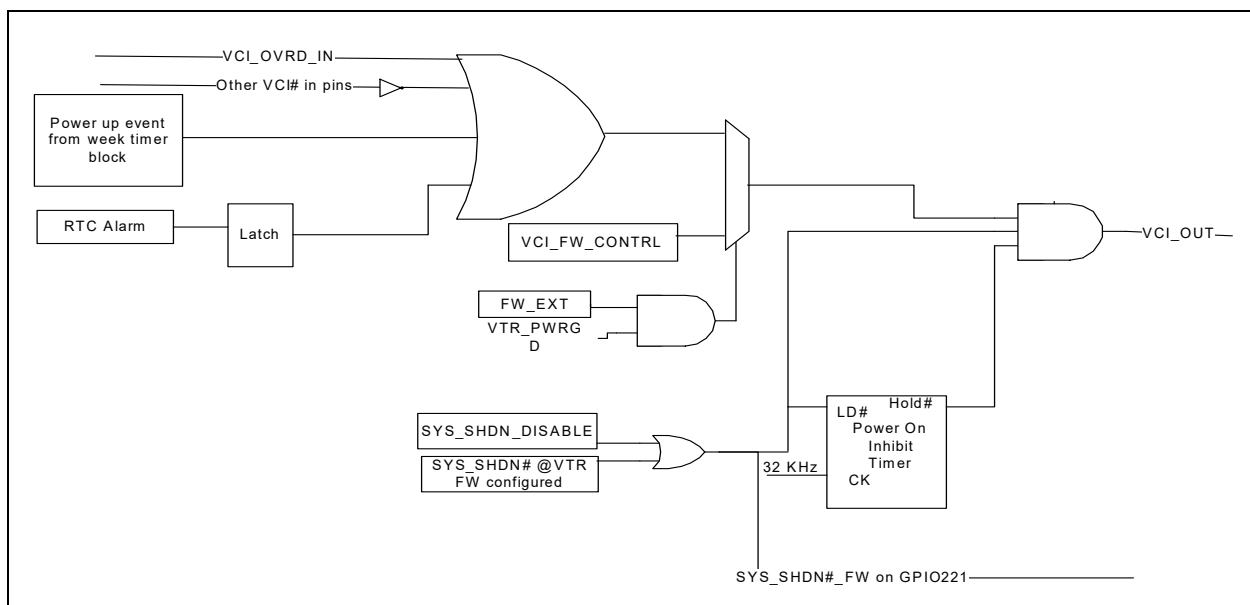 VCI_OVRD_IN
Other VCI# in pins
Power up event
from week timer
block
RTC Alarm
Latch
VCI_FW_CONTRL
FW_EXT
VTR_PWRG
D
VCI_OUT
SYS_SHDN_DISABLE
SYS_SHDN# @VTR
FW configured
32 KHz
LD#
Hold#
Power On
Inhibit
Timer
CK
SYS_SHDN#_FW on GPIO221